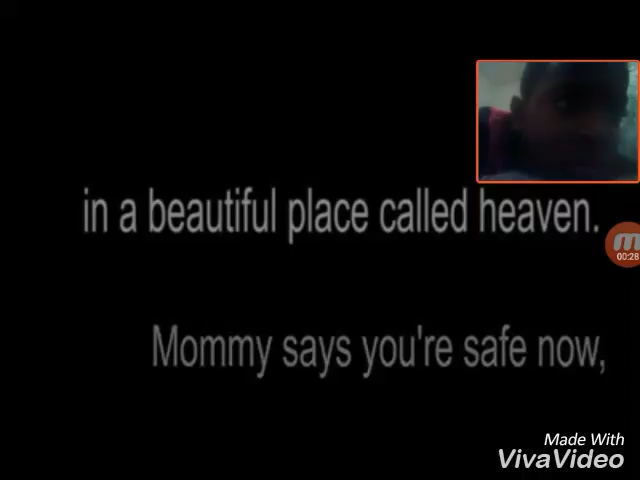 in a beautiful place called heaven.
00:28
Mommy says you're safe now,
Made With
VivaVideo